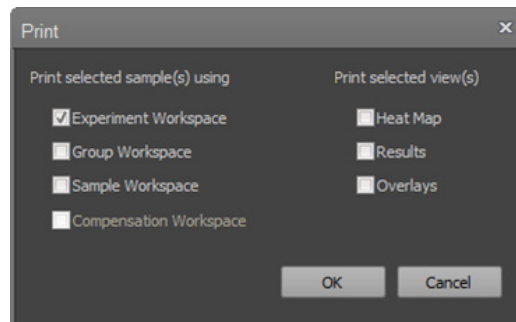 Print
Print selected sample(s) using
Experiment Workspace
Group Workspace
Sample Workspace
Compensation Workspace
Print selected view(s)
Heat Map
Results
Overlays
OK
Cancel